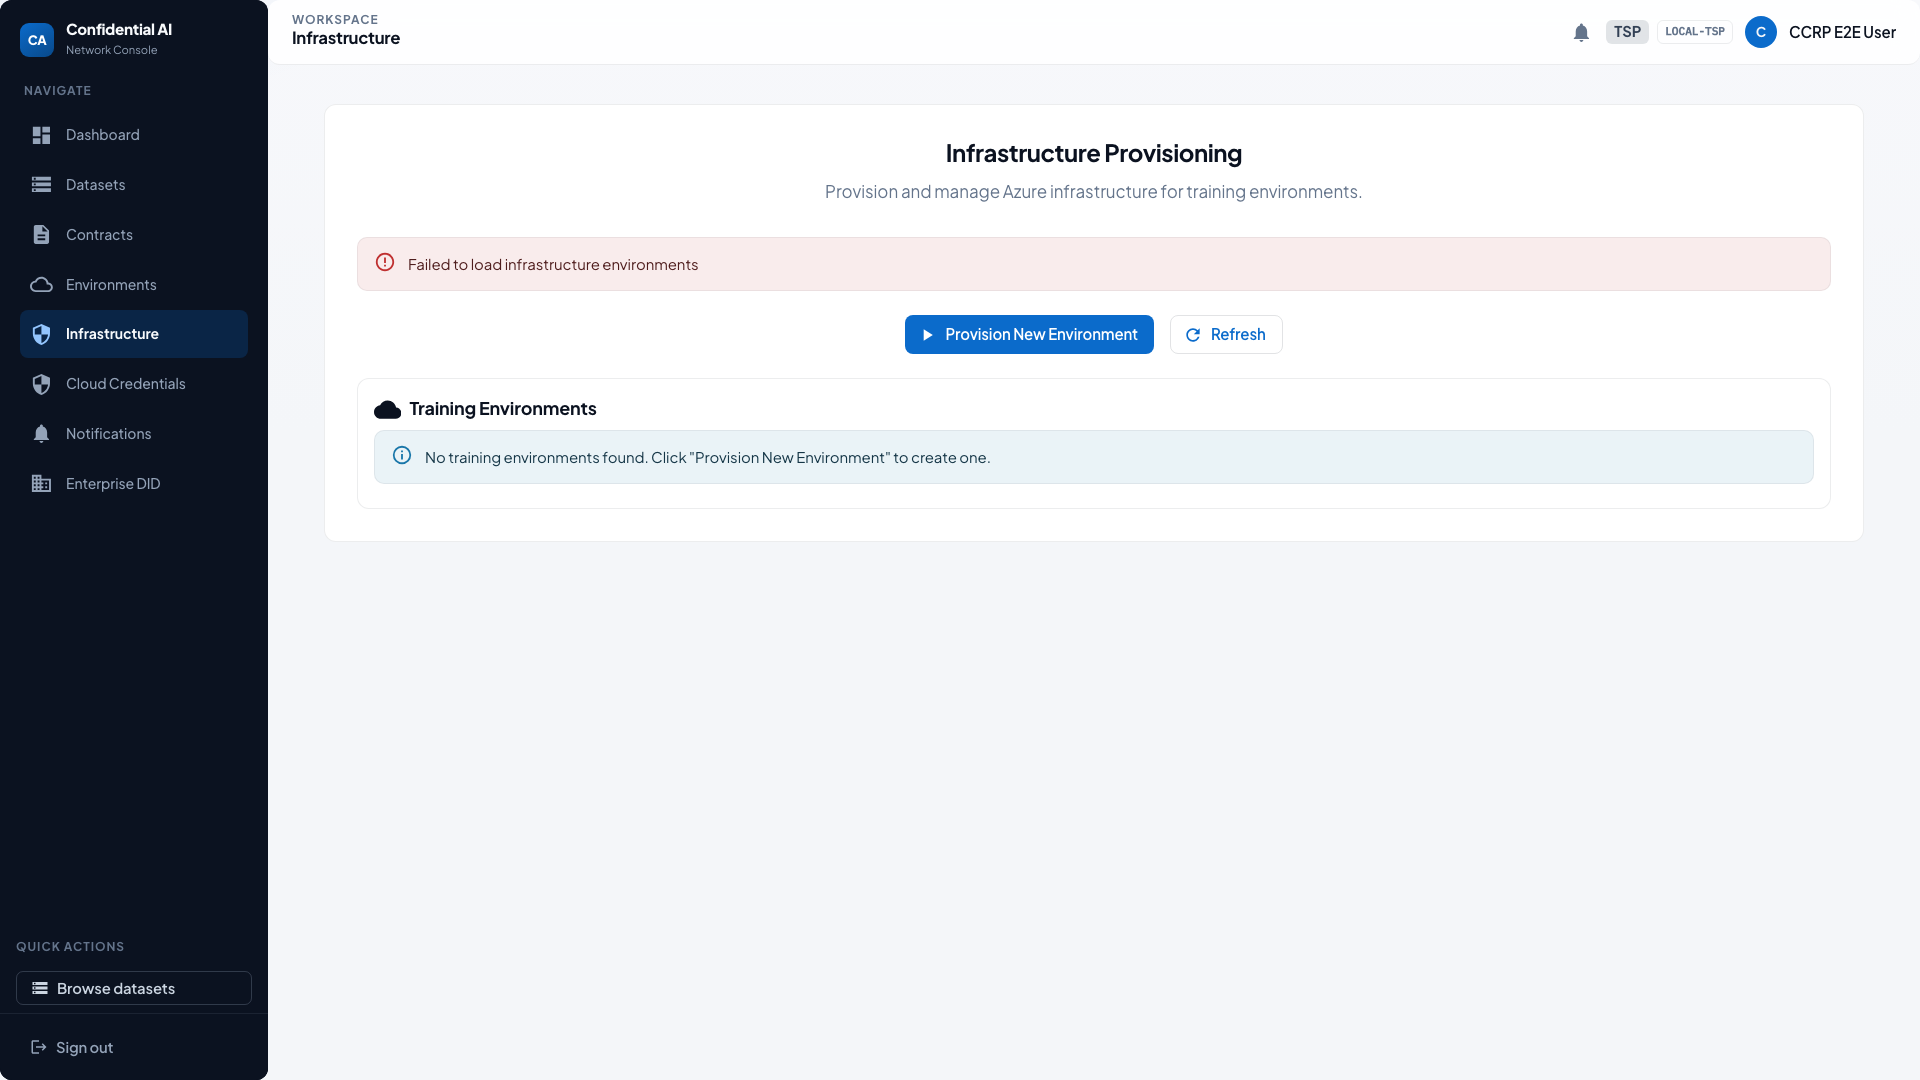 CA
Confidential AI
Network Console
NAVIGATE
Dashboard
Datasets
Contracts
Environments
Infrastructure
Cloud Credentials
Notifications
Enterprise DID
QUICK ACTIONS
Browse datasets
Sign out
WORKSPACE
Infrastructure
TSP
LOCAL-TSP
C
CCRP E2E User
Infrastructure Provisioning
Provision and manage Azure infrastructure for training environments.
Failed to load infrastructure environments
Provision New Environment
Refresh
Training Environments
No training environments found. Click "Provision New Environment" to create one.